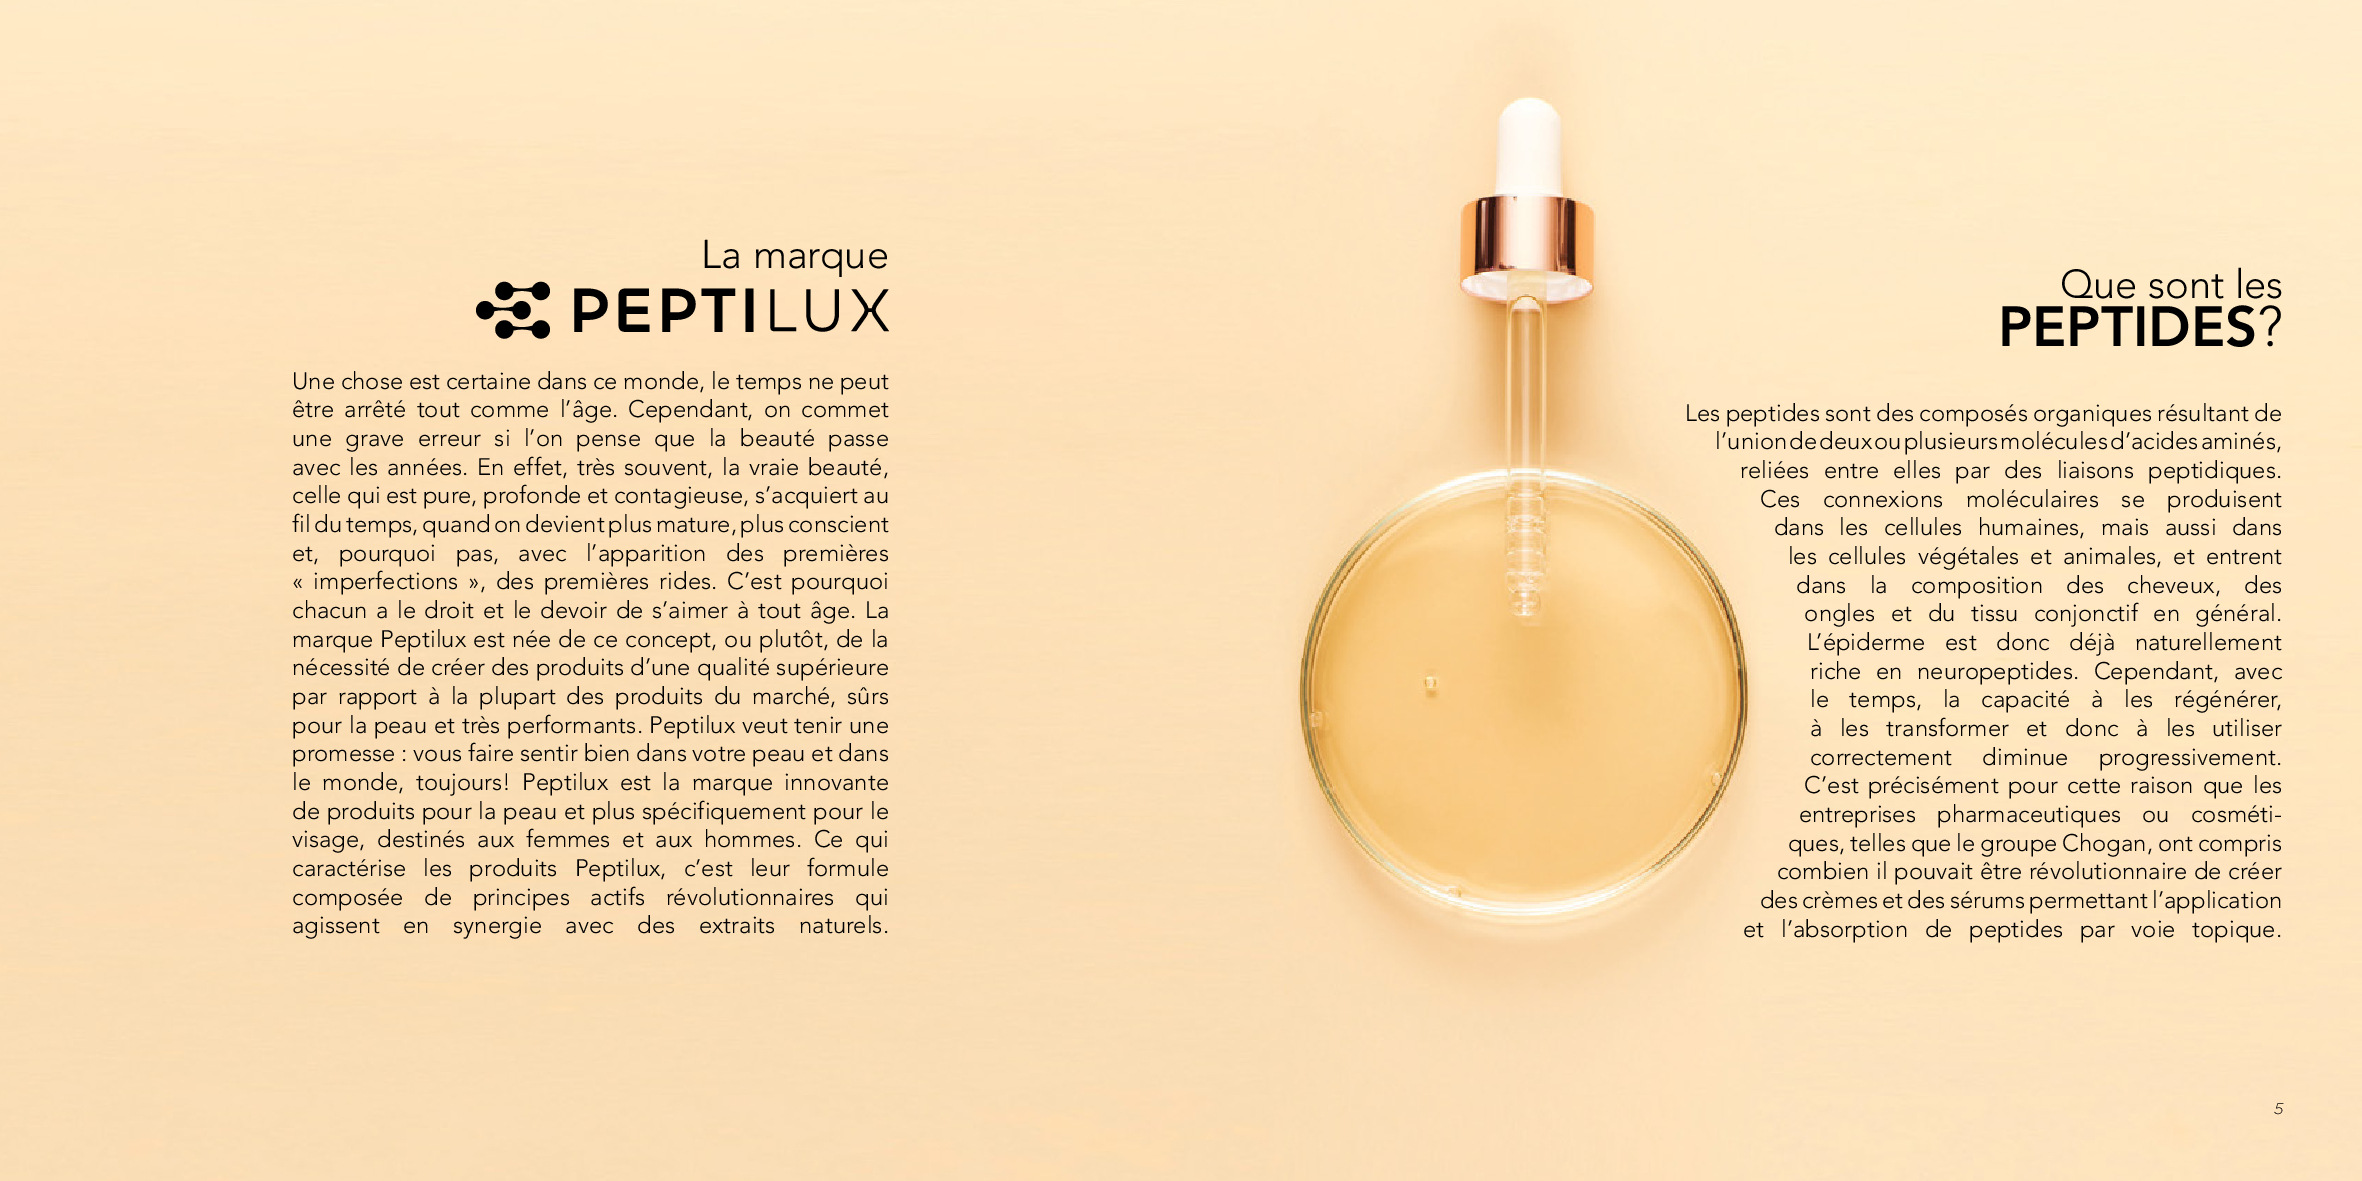 La marque
PEPTILUX
Une chose est certaine dans ce monde, le temps ne peut
être arrêté tout comme l’âge. Cependant, on commet
une grave erreur si l’on pense que la beauté passe
avec les années. En effet, très souvent, la vraie beauté,
celle qui est pure, profonde et contagieuse, s’acquiert au
fil du temps, quand on devient plus mature, plus conscient
et, pourquoi pas, avec l’apparition des premières
« imperfections », des premières rides. C’est pourquoi
chacun a le droit et le devoir de s’aimer à tout âge. La
marque Peptilux est née de ce concept, ou plutôt, de la
nécessité de créer des produits d’une qualité supérieure
par rapport à la plupart des produits du marché, sûrs
pour la peau et très performants. Peptilux veut tenir une
promesse : vous faire sentir bien dans votre peau et dans
le monde, toujours! Peptilux est la marque innovante
de produits pour la peau et plus spécifiquement pour le
visage, destinés aux femmes et aux hommes. Ce qui
caractérise les produits Peptilux, c’est leur formule
composée de principes actifs révolutionnaires qui
agissent en synergie avec des extraits naturels.
Que sont les
PEPTIDES?
Les peptides sont des composés organiques résultant de
l’union de deux ou plusieurs molécules d’acides aminés,
reliées entre elles par des liaisons peptidiques.
Ces connexions moléculaires se produisent
dans les cellules humaines, mais aussi dans
les cellules végétales et animales, et entrent
dans la composition des cheveux, des
ongles et du tissu conjonctif en général.
L’épiderme est donc déjà naturellement
riche en neuropeptides. Cependant, avec
le temps, la capacité à les régénérer,
à les transformer et donc à les utiliser
correctement diminue progressivement.
C’est précisément pour cette raison que les
entreprises pharmaceutiques ou cosméti-
ques, telles que le groupe Chogan, ont compris
combien il pouvait être révolutionnaire de créer
des crèmes et des sérums permettant l’application
et l’absorption de peptides par voie topique.
5